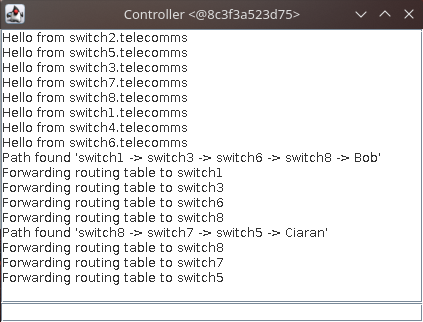 Controller <@8c3f3a523d75>
Hello from switch2.telecomms
Hello from switch5.telecomms
Hello from switch3.telecomms
Hello from switch7.telecomms
Hello from switch8.telecomms
Hello from switch1.telecomms
Hello from switch4.telecomms
Hello from switch6.telecomms
Path found 'switch1 -> switch3 -> switch6 -> switch8 -> Bob'
Forwarding routing table to switch1
Forwarding routing table to switch3
Forwarding routing table to switch6
Forwarding routing table to switch8
Path found 'switch8 -> switch7 -> switch5 -> Ciaran'
Forwarding routing table to switch8
Forwarding routing table to switch7
Forwarding routing table to switch5